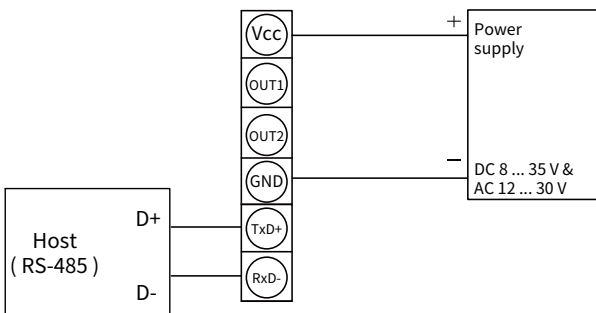 Vcc
OUT1
OUT2
GND
TxD+
RxD-
+
Power
supply
−
DC 8 ... 35 V &
AC 12 ... 30 V
D+
Host
( RS-485 )
D-